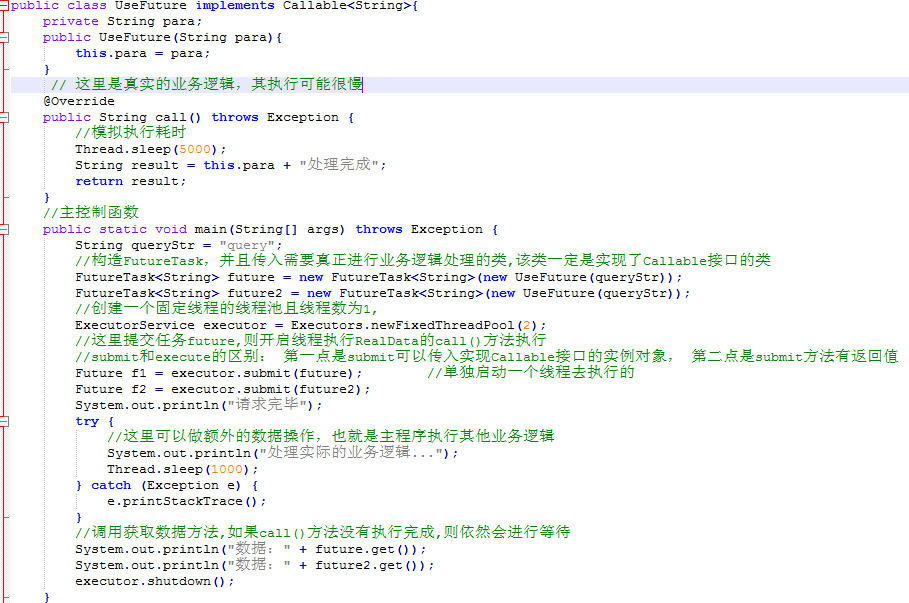 public class UseFuture implements Callable<String>{
    private String para;
    public UseFuture(String para){
        this.para = para;
    }
     // 这里是真实的业务逻辑，其执行可能很慢
    @Override
    public String call() throws Exception {
        //模拟执行耗时
        Thread.sleep(5000);
        String result = this.para + "处理完成";
        return result;
    }
    //主控制函数
    public static void main(String[] args) throws Exception {
        String queryStr = "query";
        //构造FutureTask，并且传入需要真正进行业务逻辑处理的类,该类一定是实现了Callable接口的类
        FutureTask<String> future = new FutureTask<String>(new UseFuture(queryStr));
        FutureTask<String> future2 = new FutureTask<String>(new UseFuture(queryStr));
        //创建一个固定线程的线程池且线程数为1,
        ExecutorService executor = Executors.newFixedThreadPool(2);
        //这里提交任务future,则开启线程执行RealData的call()方法执行
        //submit和execute的区别： 第一点是submit可以传入实现Callable接口的实例对象， 第二点是submit方法有返回值
        Future f1 = executor.submit(future);        //单独启动一个线程去执行的
        Future f2 = executor.submit(future2);
        System.out.println("请求完毕");
        try {
            //这里可以做额外的数据操作，也就是主程序执行其他业务逻辑
            System.out.println("处理实际的业务逻辑...");
            Thread.sleep(1000);
        } catch (Exception e) {
            e.printStackTrace();
        }
        //调用获取数据方法,如果call()方法没有执行完成,则依然会进行等待
        System.out.println("数据：" + future.get());
        System.out.println("数据：" + future2.get());
        executor.shutdown();
    }